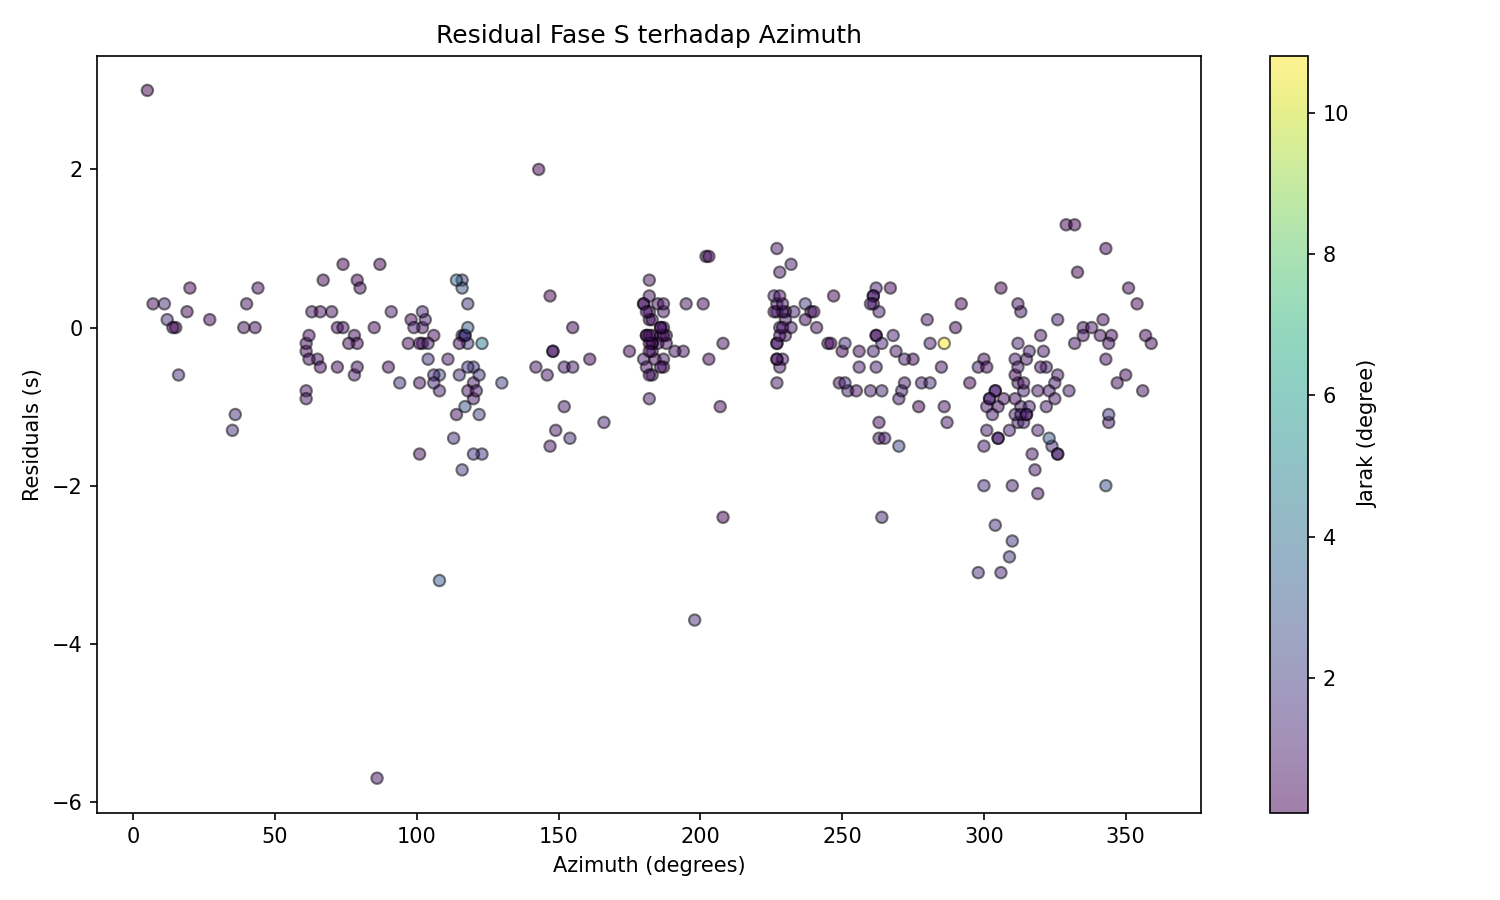 Residual Fase S terhadap Azimuth
2
0
−2
−4
−6
Residuals (s)
0 50 100 150 200 250 300 350
Azimuth (degrees)
10
8
6
4
2
Jarak (degree)